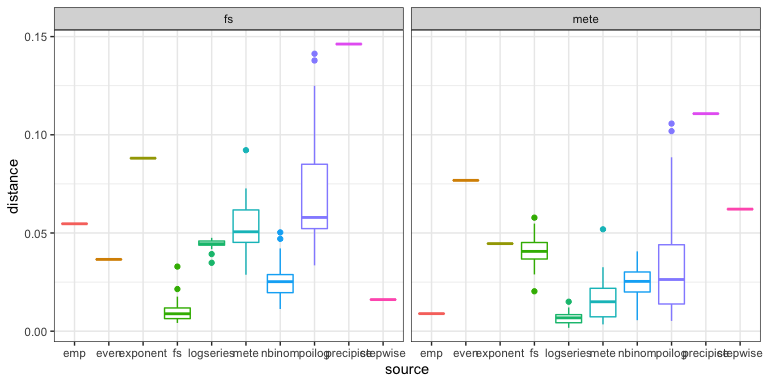 fs mete
0.15
0.10
0.05
0.00
distance
emp even exponent fs logseries mete nbinom poilog precipice stepwise emp even exponent fs logseries mete nbinom poilog precipice stepwise
source